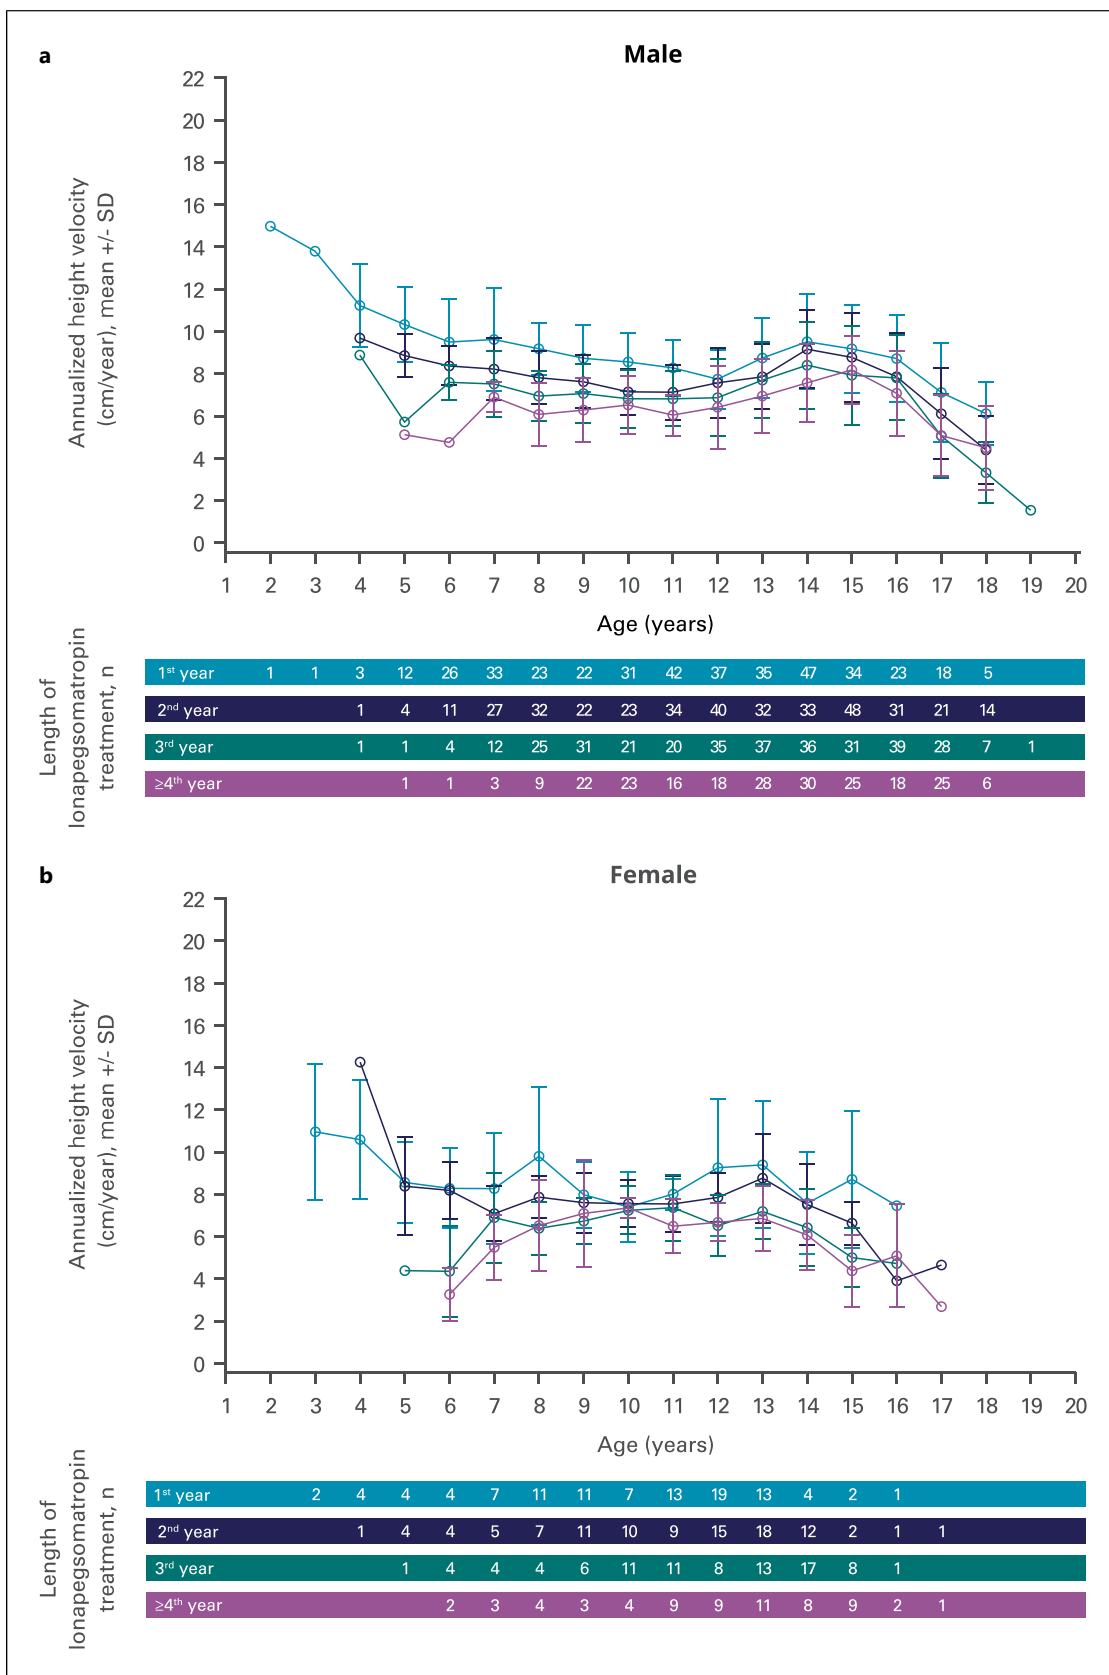 a
Male
22
20
18
16
14
12
10
8
6
4
2
0
Annualized height velocity
(cm/year), mean +/- SD
1 2 3 4 5 6 7 8 9 10 11 12 13 14 15 16 17 18 19 20
Age (years)
Length of
lonapegsomatropin
treatment, n
1st year 1 1 3 12 26 33 23 22 31 42 37 35 47 34 23 18 5
2nd year 1 4 11 27 32 22 23 34 40 32 33 48 31 21 14
3rd year 1 1 4 12 25 31 21 20 35 37 36 31 39 28 7 1
≥4th year 1 1 3 9 22 23 16 18 28 30 25 18 25 6
b
Female
22
20
18
16
14
12
10
8
6
4
2
0
Annualized height velocity
(cm/year), mean +/- SD
1 2 3 4 5 6 7 8 9 10 11 12 13 14 15 16 17 18 19 20
Age (years)
Length of
lonapegsomatropin
treatment, n
1st year 2 4 4 4 7 11 11 7 13 19 13 4 2 1
2nd year 1 4 4 5 7 11 10 9 15 18 12 2 1 1
3rd year 1 4 4 4 6 11 11 8 13 17 8 1
≥4th year 2 3 4 3 4 9 9 11 8 9 2 1